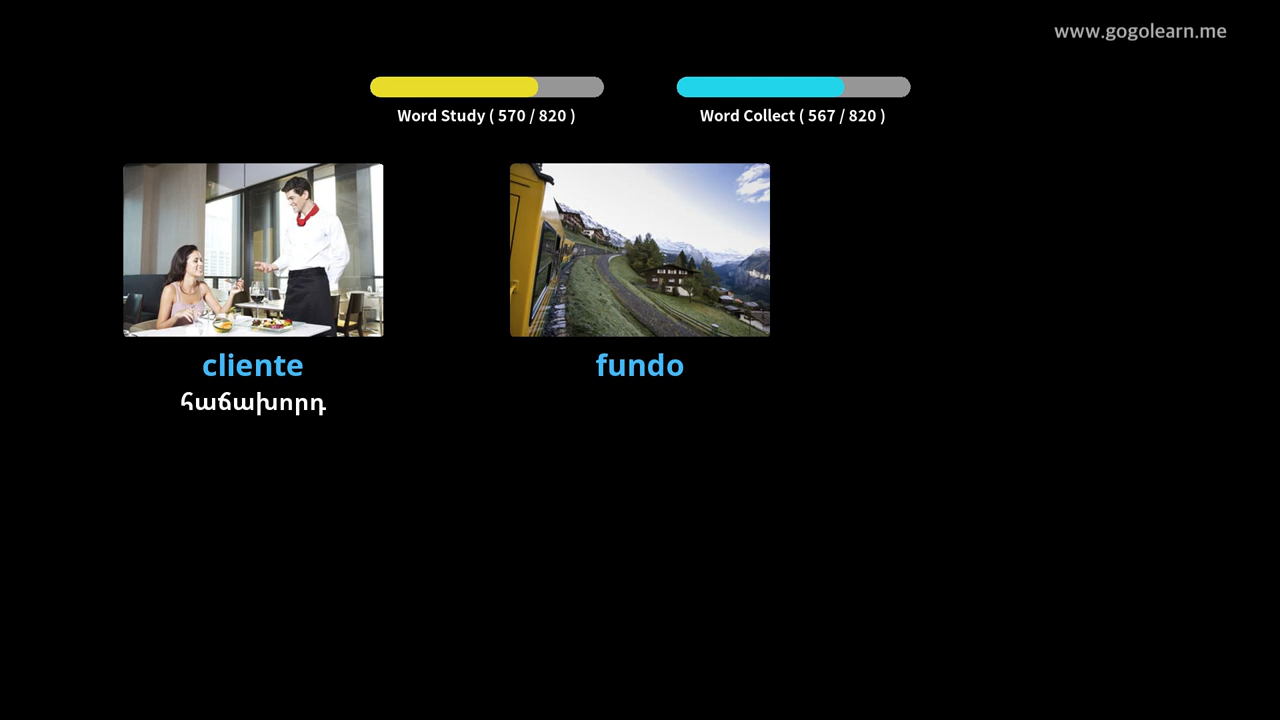 www.gogolearn.me
Word Study ( 570 / 820 )
Word Collect ( 567 / 820 )
cliente
հաճախորդ
fundo